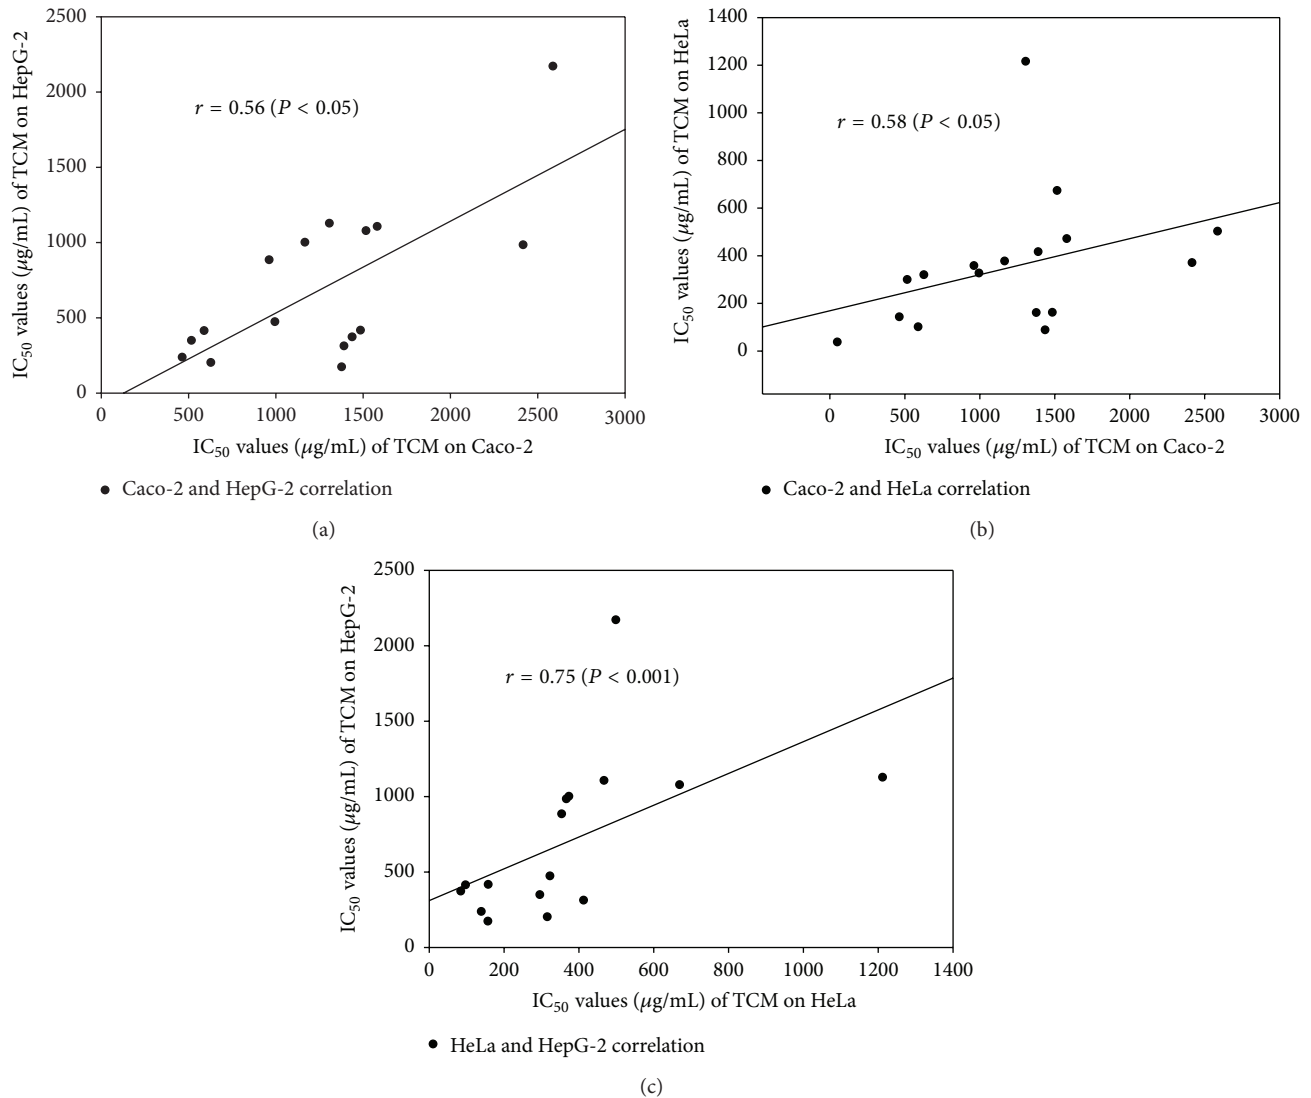 2500
2000
1500
1000
500
0
IC50 values (μg/mL) of TCM on HepG-2
r = 0.56 (P < 0.05)
0 500 1000 1500 2000 2500 3000
IC50 values (μg/mL) of TCM on Caco-2
Caco-2 and HepG-2 correlation
(a)
1400
1200
1000
800
600
400
200
0
IC50 values (μg/mL) of TCM on HeLa
r = 0.58 (P < 0.05)
0 500 1000 1500 2000 2500 3000
IC50 values (μg/mL) of TCM on Caco-2
Caco-2 and HeLa correlation
(b)
2500
2000
1500
1000
500
0
IC50 values (μg/mL) of TCM on HepG-2
r = 0.75 (P < 0.001)
0 200 400 600 800 1000 1200 1400
IC50 values (μg/mL) of TCM on HeLa
HeLa and HepG-2 correlation
(c)